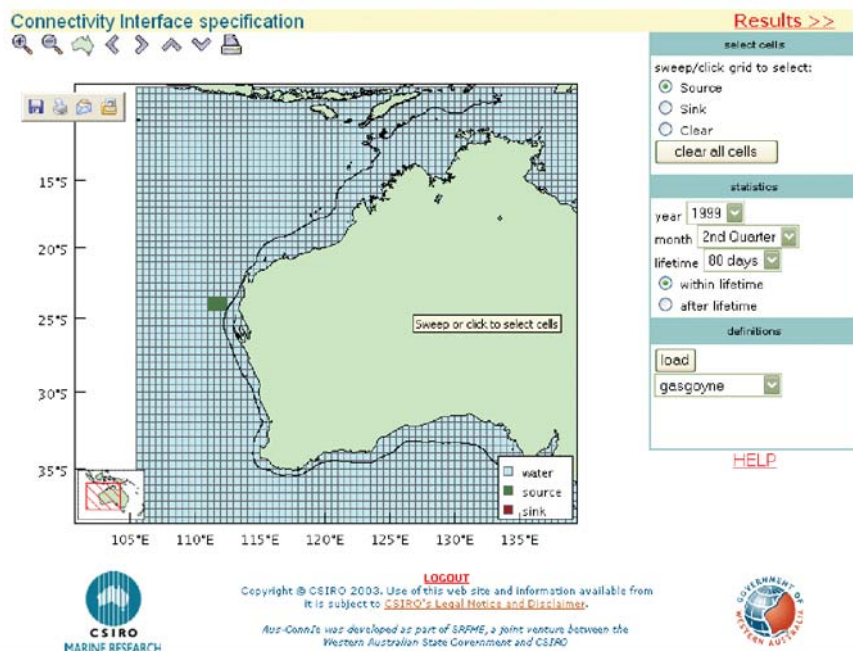 Connectivity Interface specification
Results >>
select cells
sweep/click grid to select:
Source
Sink
Clear
clear all cells
statistics
year 1999
month 2nd Quarter
lifetime 80 days
within lifetime
after lifetime
definitions
load
gasgoyne
HELP
15°S
20°S
25°S
30°S
35°S
Sweep or click to select cells
water
source
sink
105°E 110°E 115°E 120°E 125°E 130°E 135°E
CSIRO
MARINE RESEARCH
LOGOUT
Copyright © CSIRO 2003. Use of this web site and information available from
it is subject to CSIRO's Legal Notice and Disclaimer.
Aus-ConnIe was developed as part of SRFME, a joint venture between the
Western Australian State Government and CSIRO
GOVERNMENT OF
WESTERN AUSTRALIA